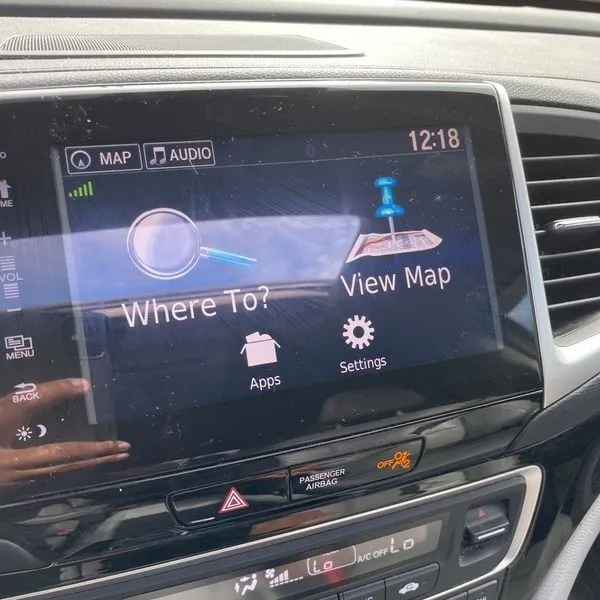 MAP
AUDIO
12:18
ME
+
VOL
Where To?
View Map
MENU
Apps
Settings
BACK
PASSENGER
AIRBAG
OFF
2
Lo
A/C OFF
Lo